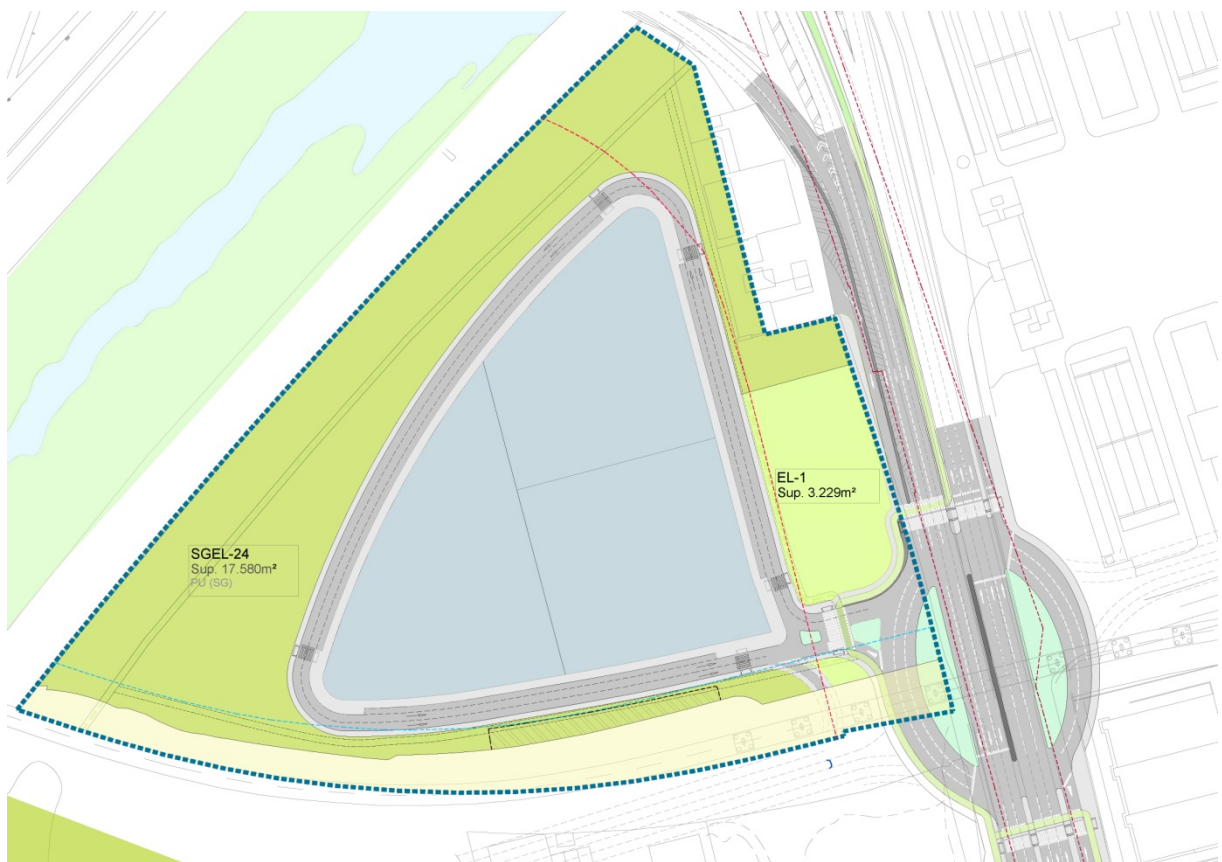 EL-1
Sup. 3.229m²
SGEL-24
Sup. 17.580m²
PU (SG)